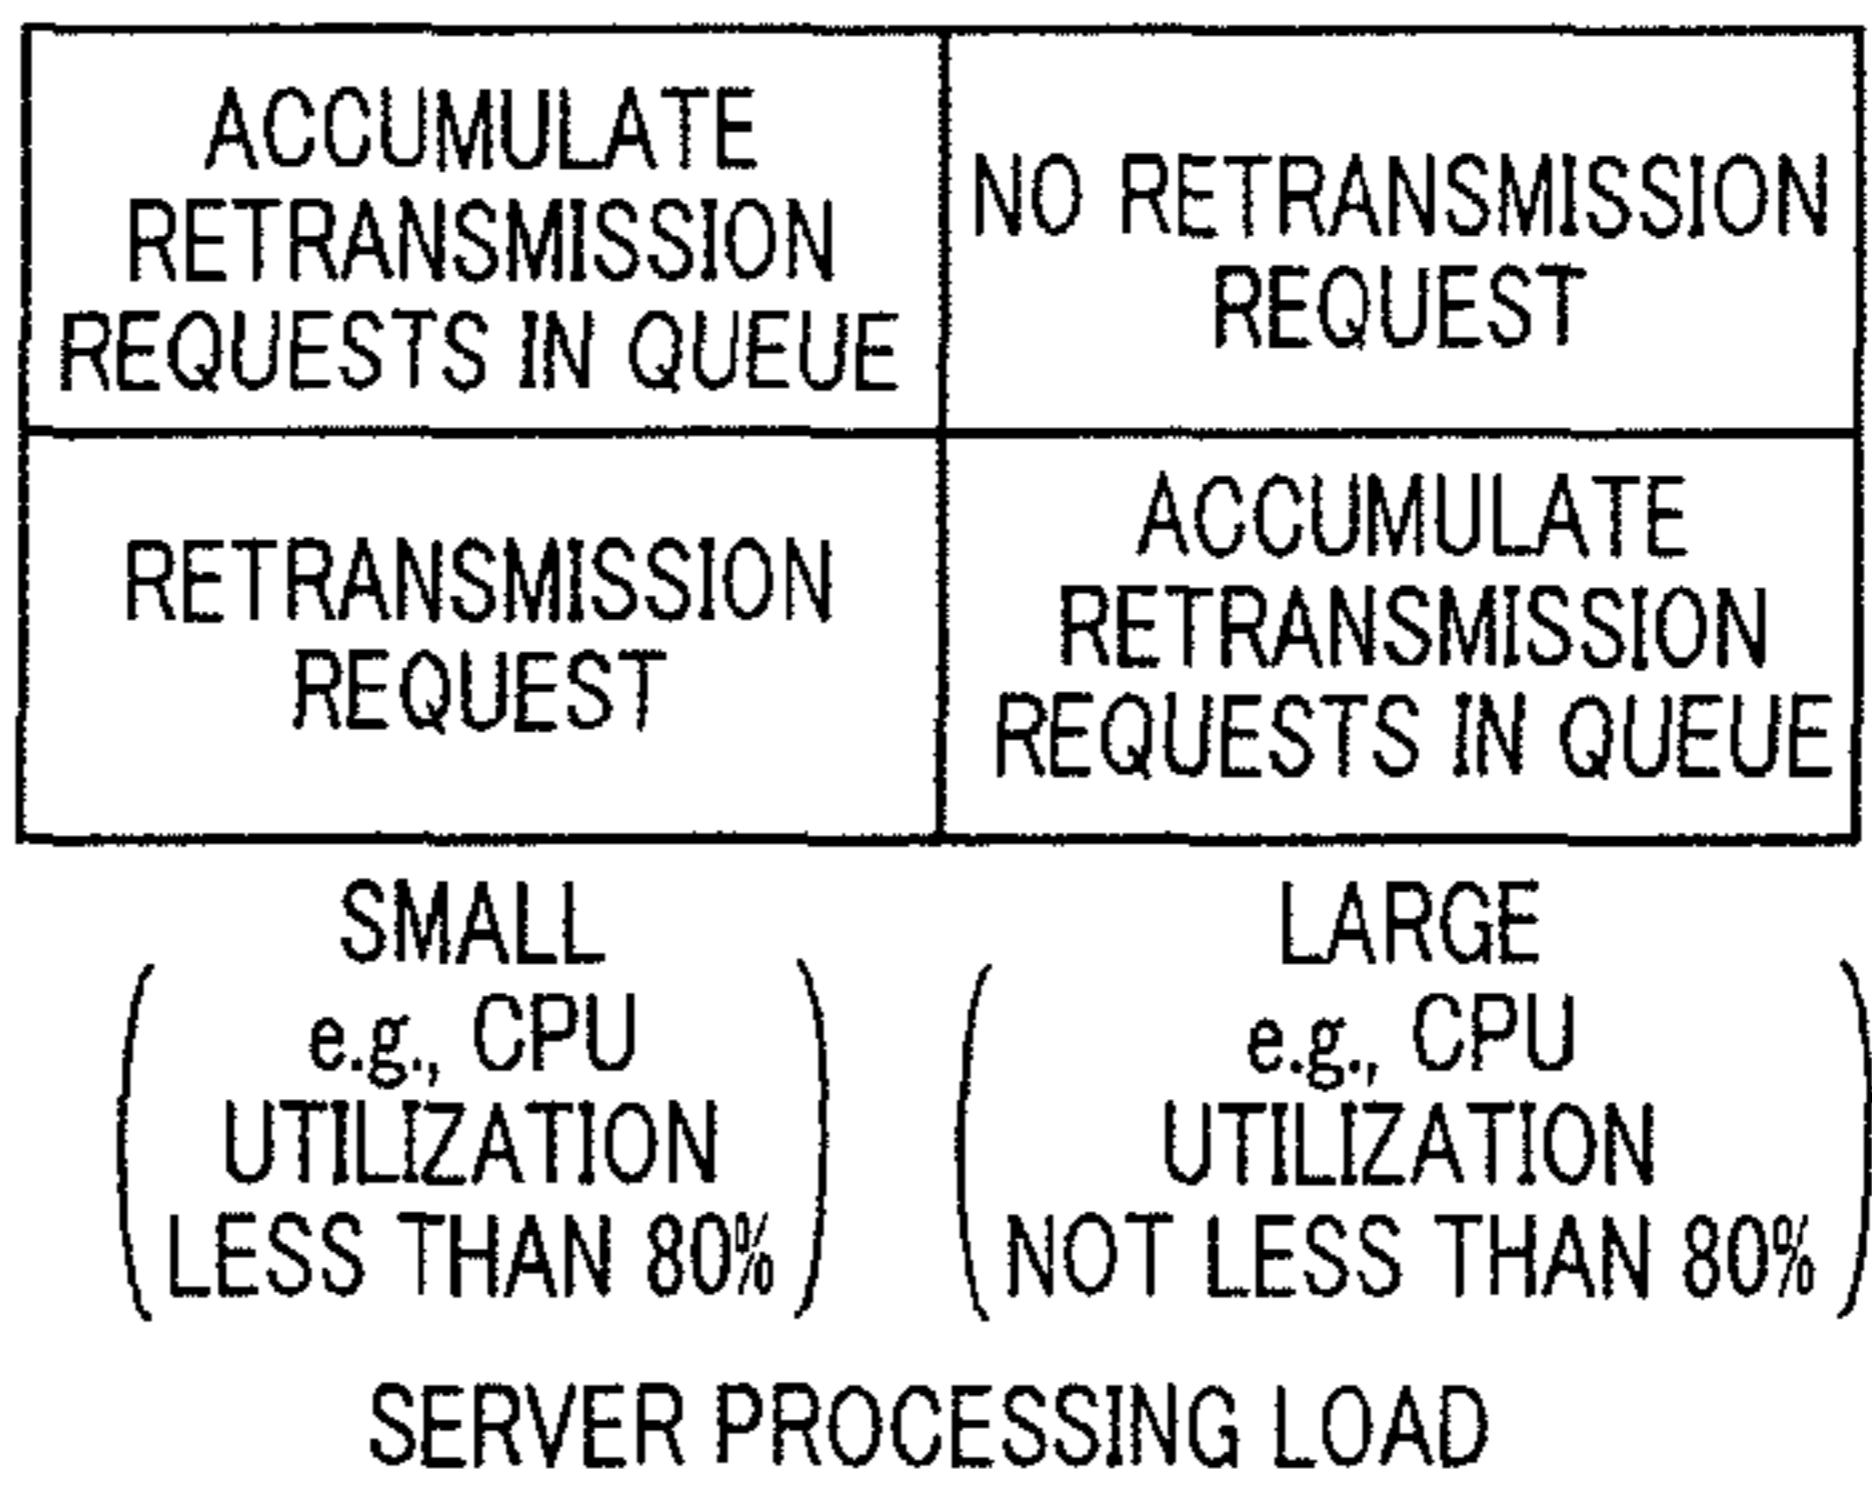 ACCUMULATE
RETRANSMISSION
REQUESTS IN QUEUE
NO RETRANSMISSION
REQUEST
RETRANSMISSION
REQUEST
ACCUMULATE
RETRANSMISSION
REQUESTS IN QUEUE
SMALL
(e.g., CPU
UTILIZATION
LESS THAN 80%)
LARGE
(e.g., CPU
UTILIZATION
NOT LESS THAN 80%)
SERVER PROCESSING LOAD